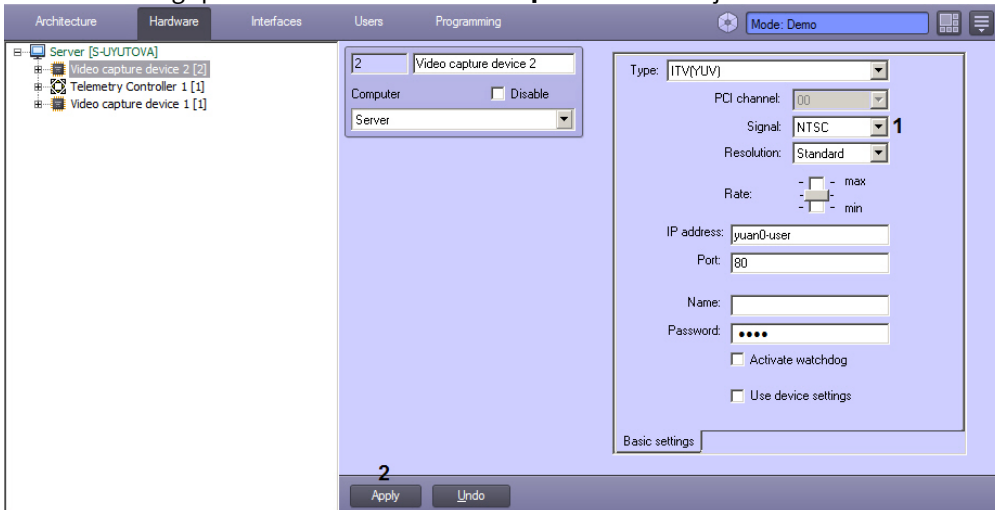 Architecture Hardware Interfaces Users Programming Mode: Demo
Server [S-UYUTOVA]
Video capture device 2 [2]
Telemetry Controller 1 [1]
Video capture device 1 [1]
2 Video capture device 2
Computer Disable
Server
Type: ITV(YUV)
PCI channel: 00
Signal: NTSC 1
Resolution: Standard
Rate: max
min
IP address: yuan0-user
Port: 80
Name:
Password: ••••
Activate watchdog
Use device settings
Basic settings
2
Apply Undo